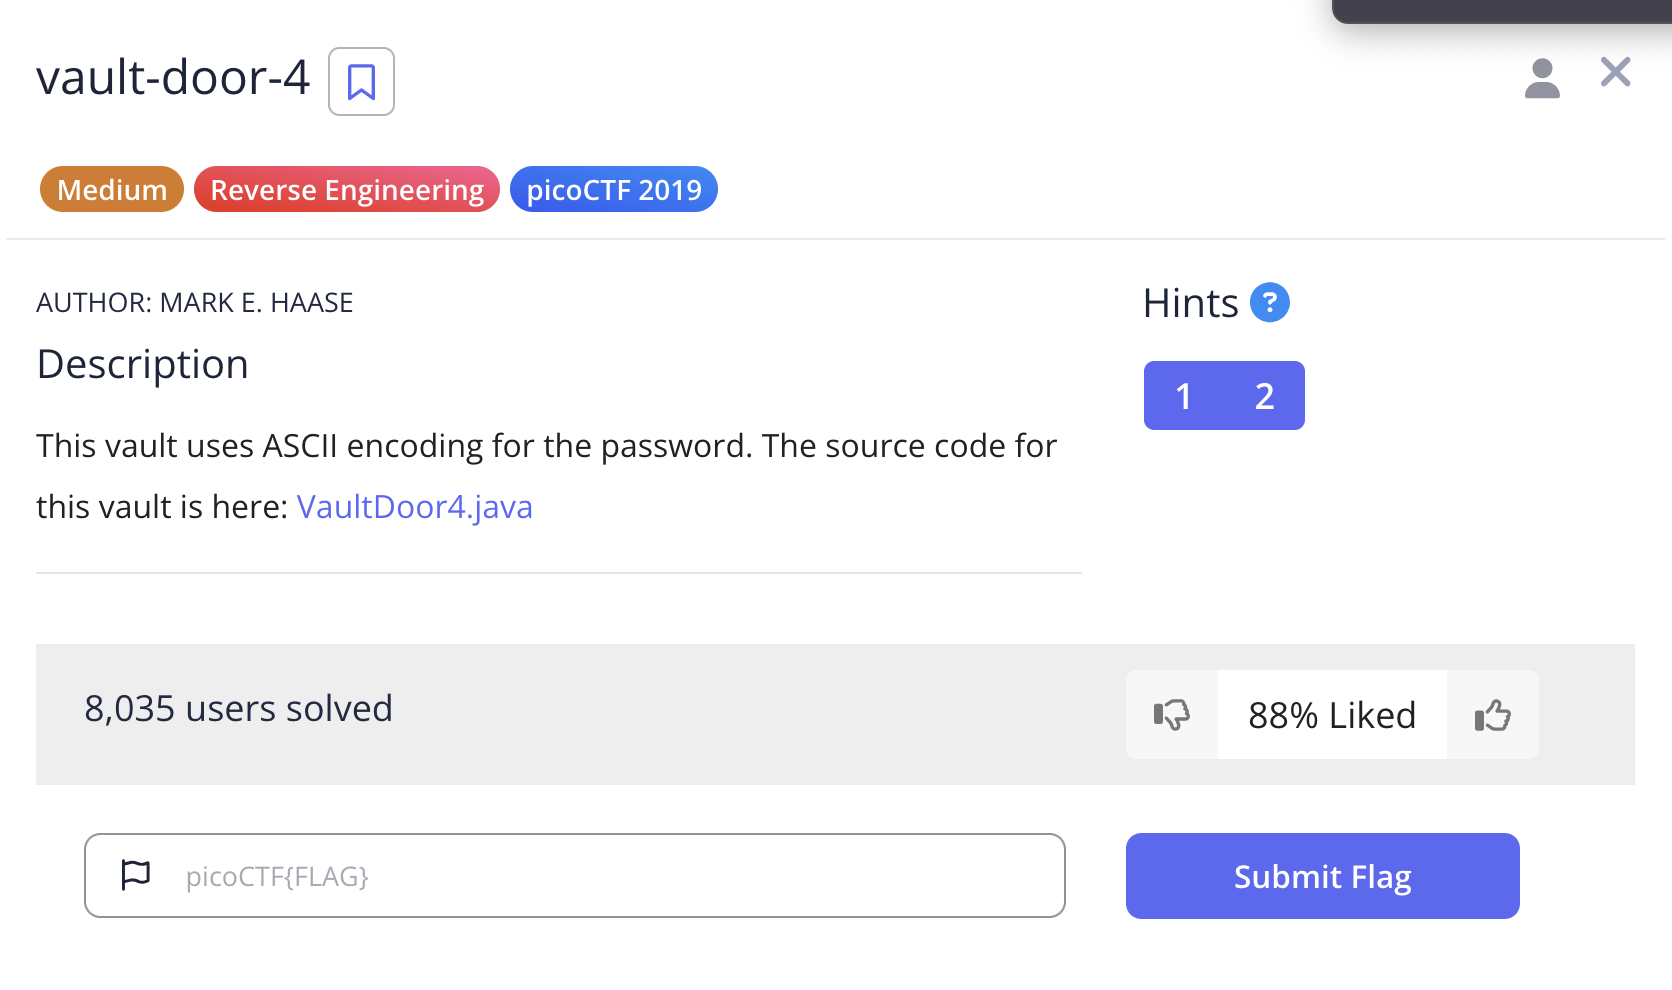 vault-door-4
Medium Reverse Engineering picoCTF 2019
AUTHOR: MARK E. HAASE
Description
This vault uses ASCII encoding for the password. The source code for
this vault is here: VaultDoor4.java
Hints ?
1 2
8,035 users solved
88% Liked
picoCTF{FLAG}
Submit Flag